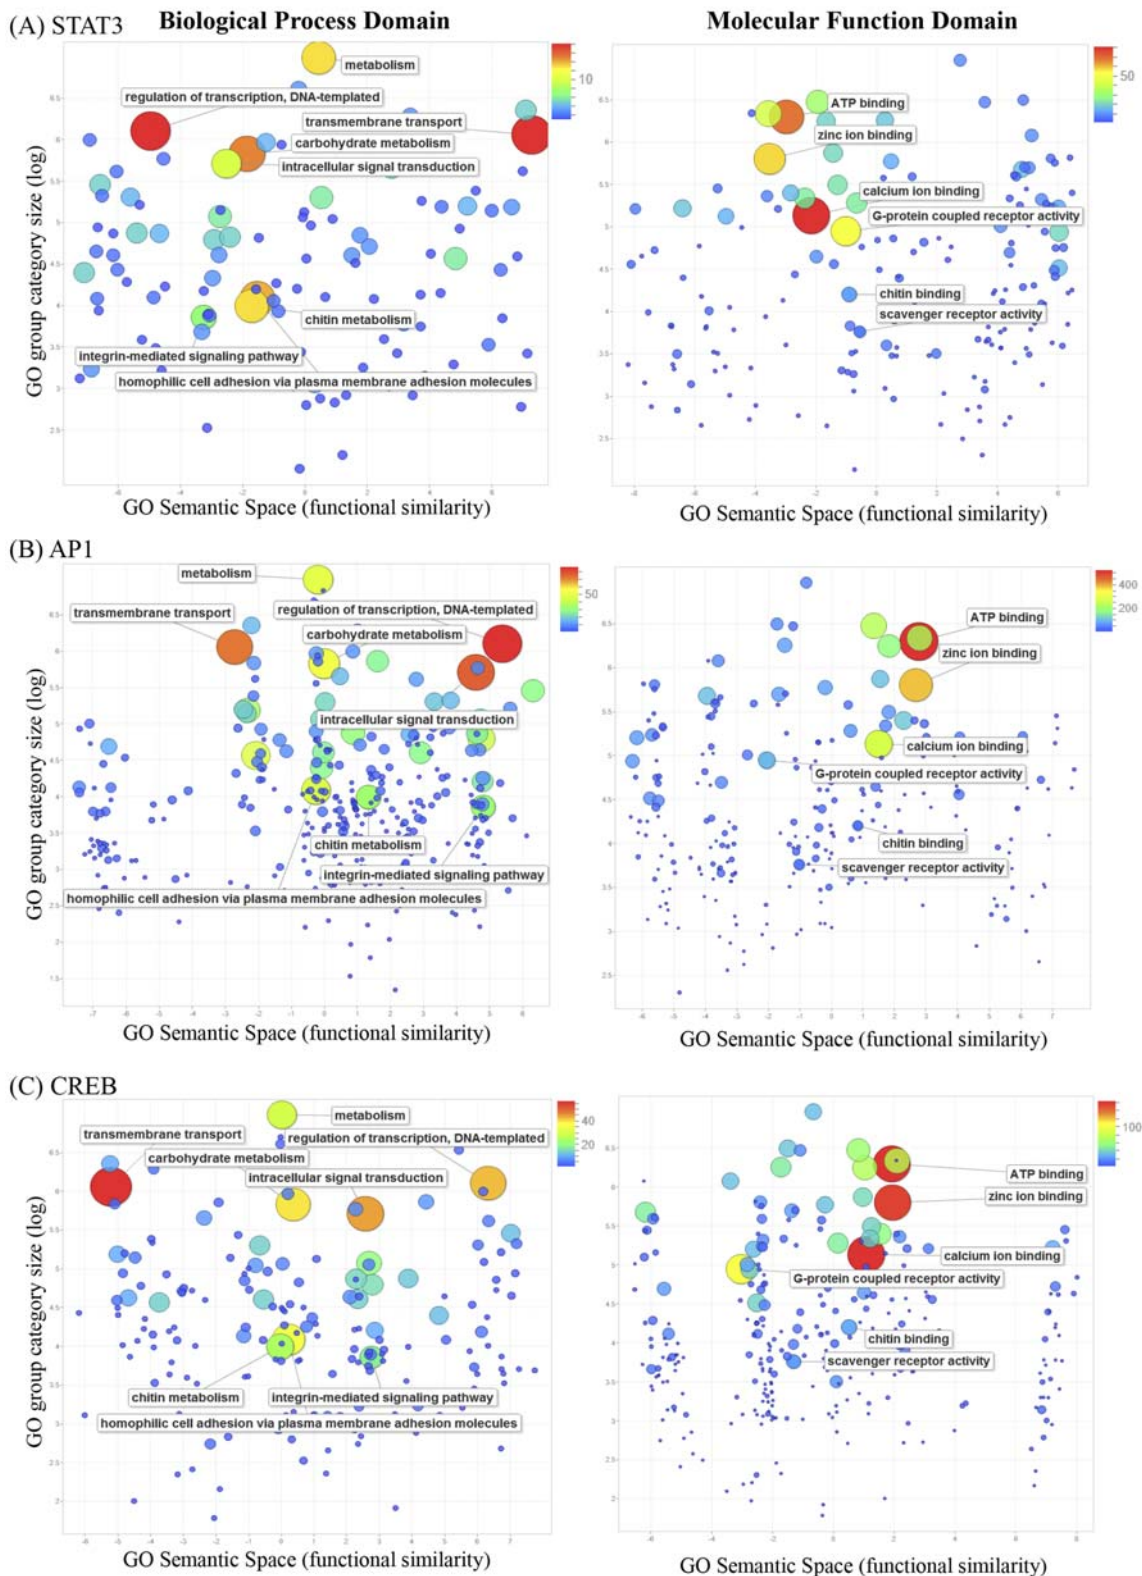 (A) STAT3
Biological Process Domain
Molecular Function Domain
metabolism
regulation of transcription, DNA-templated
transmembrane transport
carbohydrate metabolism
intracellular signal transduction
chitin metabolism
integrin-mediated signaling pathway
homophilic cell adhesion via plasma membrane adhesion molecules
10
GO group category size (log)
GO Semantic Space (functional similarity)
ATP binding
zinc ion binding
calcium ion binding
G-protein coupled receptor activity
chitin binding
scavenger receptor activity
50
GO Semantic Space (functional similarity)
(B) AP1
metabolism
transmembrane transport
regulation of transcription, DNA-templated
carbohydrate metabolism
intracellular signal transduction
chitin metabolism
integrin-mediated signaling pathway
homophilic cell adhesion via plasma membrane adhesion molecules
50
GO group category size (log)
GO Semantic Space (functional similarity)
ATP binding
zinc ion binding
calcium ion binding
G-protein coupled receptor activity
chitin binding
scavenger receptor activity
400
200
GO Semantic Space (functional similarity)
(C) CREB
metabolism
transmembrane transport
regulation of transcription, DNA-templated
carbohydrate metabolism
intracellular signal transduction
chitin metabolism
integrin-mediated signaling pathway
homophilic cell adhesion via plasma membrane adhesion molecules
40
20
GO group category size (log)
GO Semantic Space (functional similarity)
ATP binding
zinc ion binding
calcium ion binding
G-protein coupled receptor activity
chitin binding
scavenger receptor activity
100
GO Semantic Space (functional similarity)